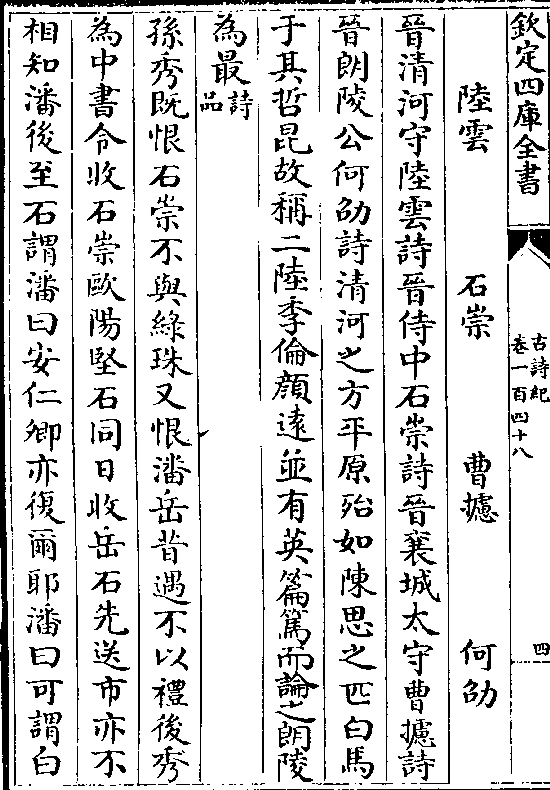 欽定四庫全書
古詩紀
卷一百四十八
四
陸雲　石崇　曹攄　何劭
晉清河守陸雲詩晉侍中石崇詩晉襄城太守曹攄詩
晉朗陵公何劭詩清河之方平原殆如陳思之匹白馬
于其哲昆故稱二陸季倫顔遠並有英篇篤而論之朗陵
為最詩品
孫秀既恨石崇不與綠珠又恨潘岳昔遇不以禮後秀
為中書令收石崇歐陽堅石同日收岳石先送市亦不
相知潘後至石謂潘曰安仁卿亦復爾耶潘曰可謂白